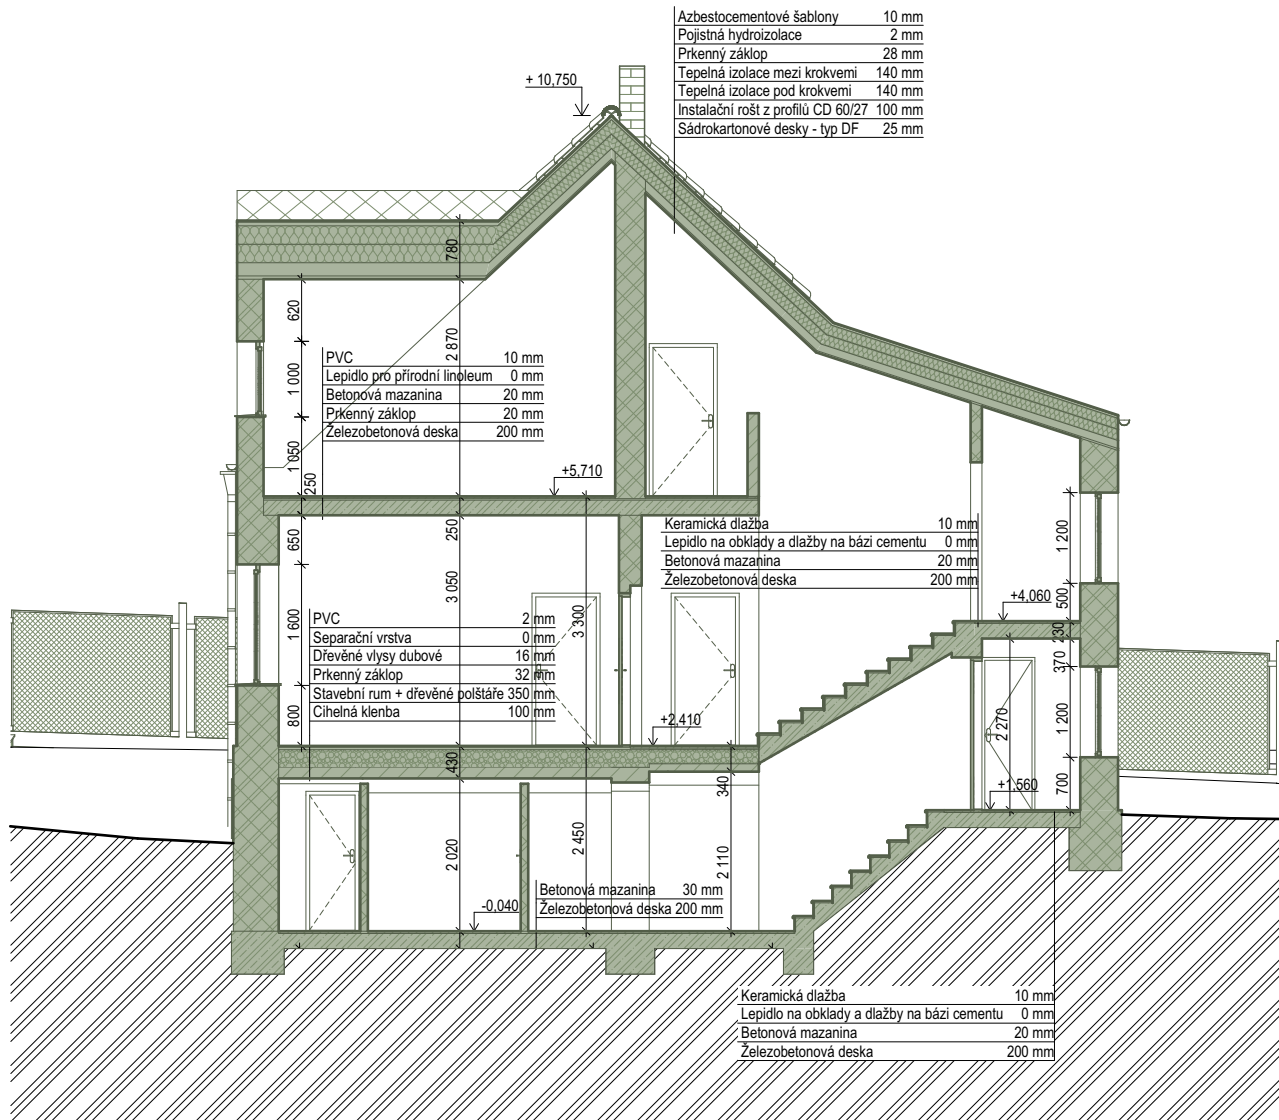 Azbestocementové šablony 10 mm
Pojistná hydroizolace 2 mm
Prkenný záklop 28 mm
Tepelná izolace mezi krokvemi 140 mm
Tepelná izolace pod krokvemi 140 mm
Instalační rošt z profilů CD 60/27 100 mm
Sádrokartonové desky - typ DF 25 mm
+ 10,750
780
620
2 870
1 000
PVC 10 mm
Lepidlo pro přírodní linoleum 0 mm
Betonová mazanina 20 mm
Prkenný záklop 20 mm
Železobetonová deska 200 mm
1 050
250
+5,710
650
250
Keramická dlažba 10 mm
Lepidlo na obklady a dlažby na bázi cementu 0 mm
Betonová mazanina 20 mm
Železobetonová deska 200 mm
1 200
500
+4,060
230
370
3 050
3 300
1 600
PVC 2 mm
Separační vrstva 0 mm
Dřevěné vlysy dubové 16 mm
Prkenný záklop 32 mm
Stavební rum + dřevěné polštáře 350 mm
Cihelná klenba 100 mm
800
+2,410
2 270
1 200
430
340
+1,560
700
2 020
2 450
2 110
-0,040
Betonová mazanina 30 mm
Železobetonová deska 200 mm
Keramická dlažba 10 mm
Lepidlo na obklady a dlažby na bázi cementu 0 mm
Betonová mazanina 20 mm
Železobetonová deska 200 mm